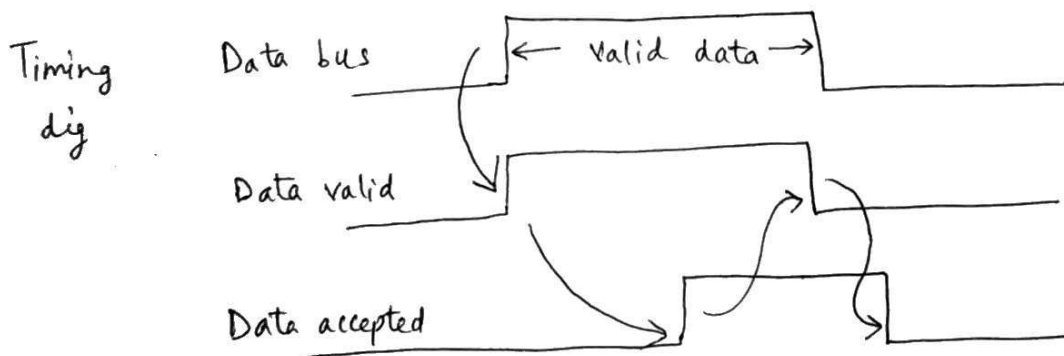 Timing
dig
Data bus
valid data
Data valid
Data accepted